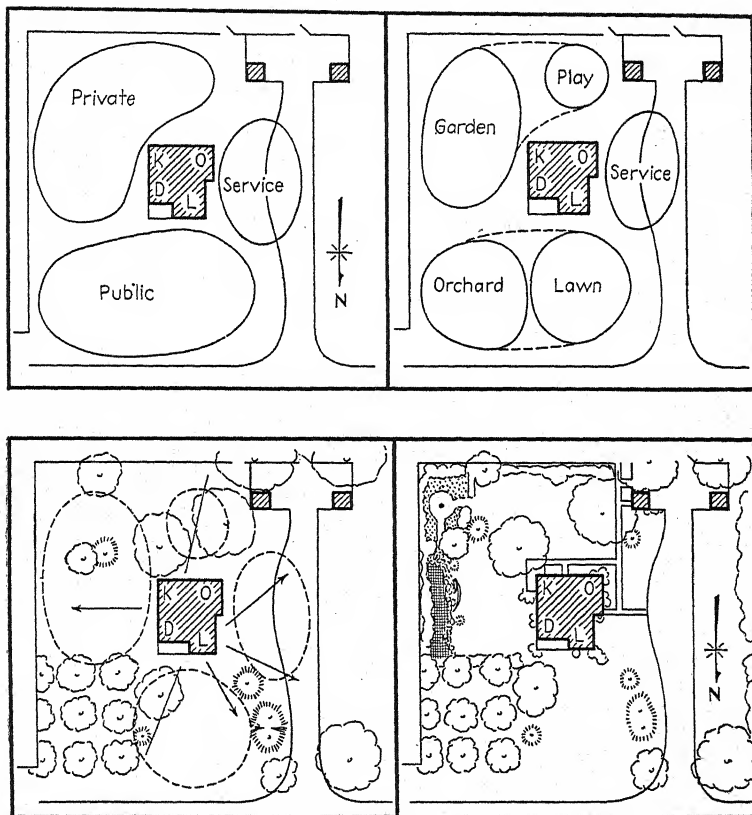 Private
K O
D
L
Service
Public
N
Play
Garden
K O
D
L
Service
Orchard
Lawn
K O
D
L
K O
D
L
N